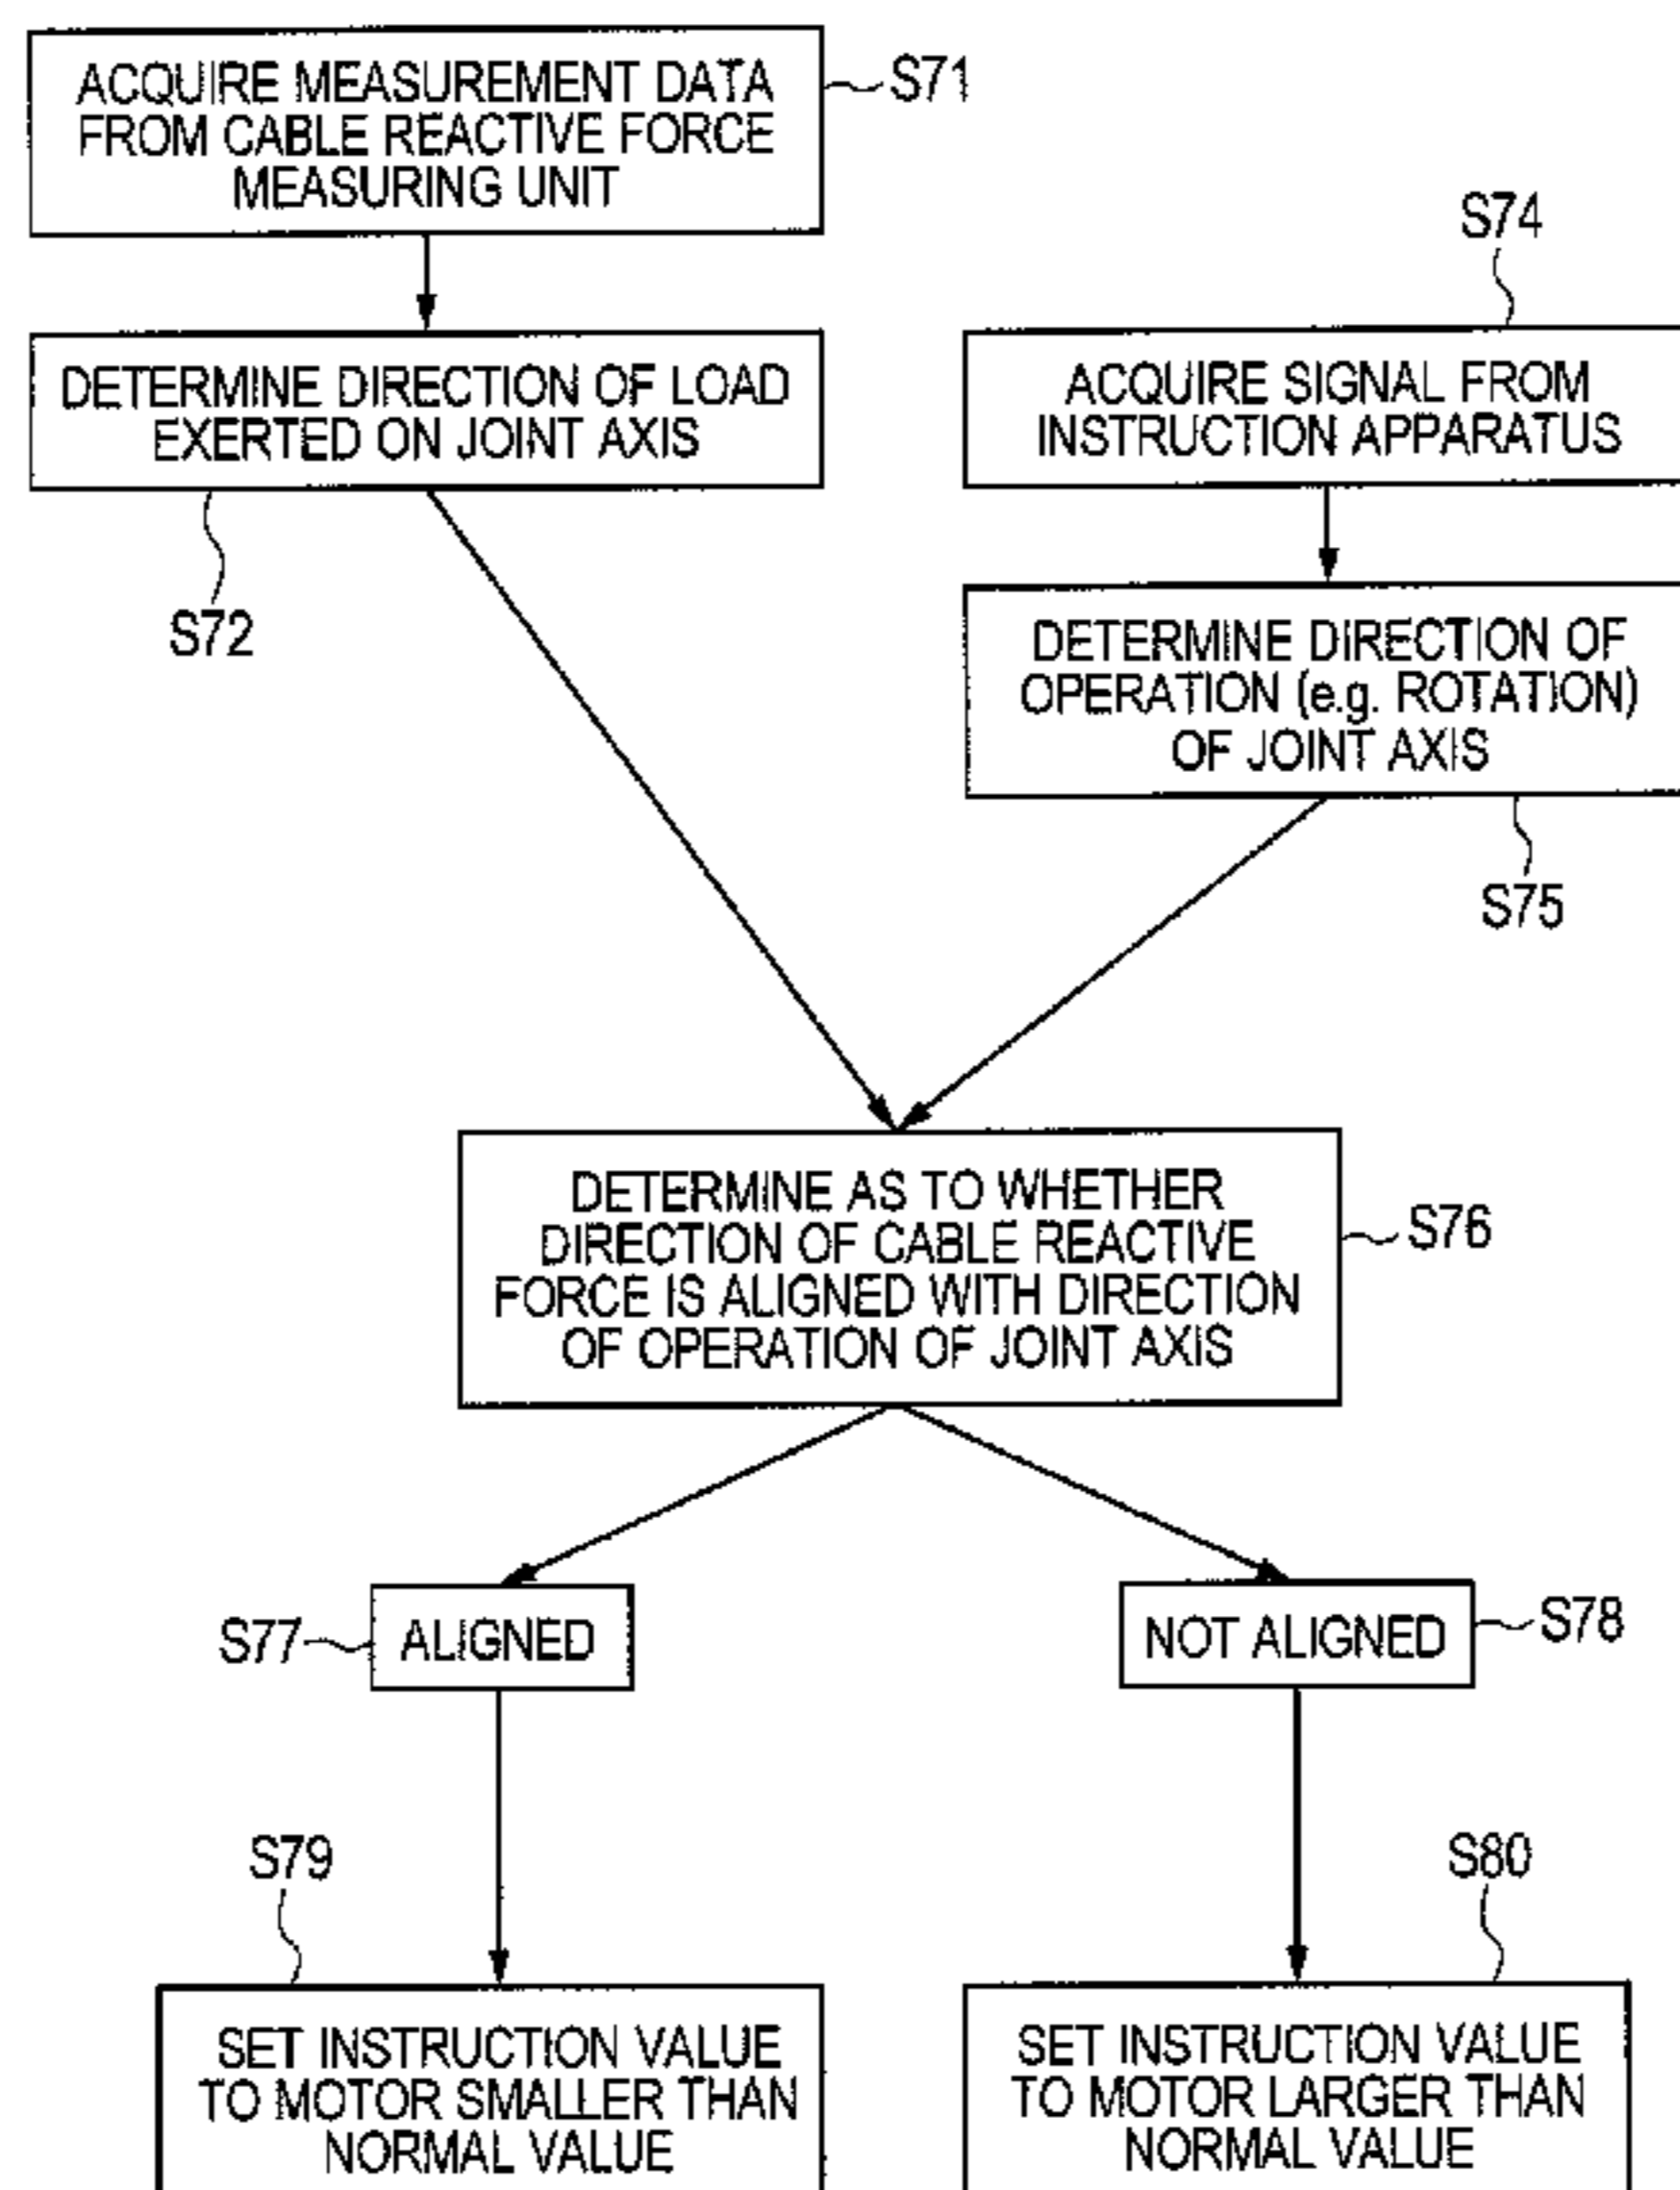 ACQUIRE MEASUREMENT DATA
FROM CABLE REACTIVE FORCE
MEASURING UNIT
S71
S74
DETERMINE DIRECTION OF LOAD
EXERTED ON JOINT AXIS
S72
ACQUIRE SIGNAL FROM
INSTRUCTION APPARATUS
DETERMINE DIRECTION OF
OPERATION (e.g. ROTATION)
OF JOINT AXIS
S75
DETERMINE AS TO WHETHER
DIRECTION OF CABLE REACTIVE
FORCE IS ALIGNED WITH DIRECTION
OF OPERATION OF JOINT AXIS
S76
S77
ALIGNED
NOT ALIGNED
S78
S79
S80
SET INSTRUCTION VALUE
TO MOTOR SMALLER THAN
NORMAL VALUE
SET INSTRUCTION VALUE
TO MOTOR LARGER THAN
NORMAL VALUE